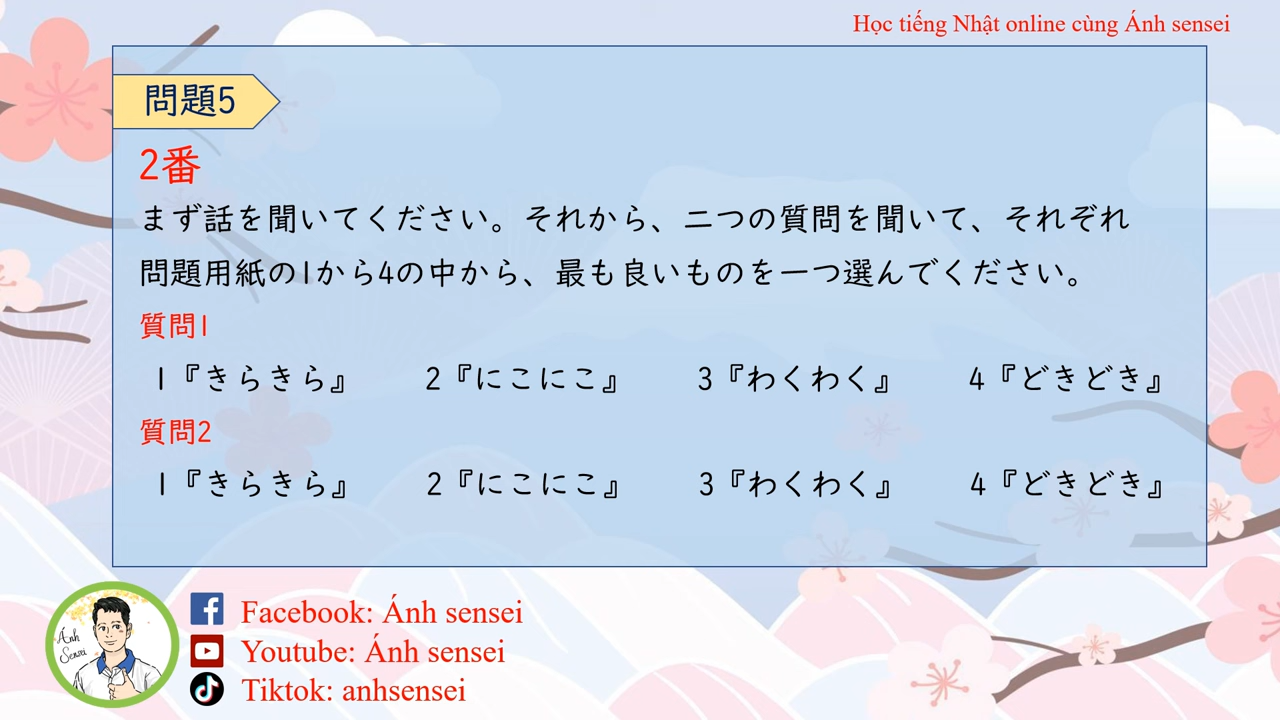 Học tiếng Nhật online cùng Ánh sensei
問題5
2番
まず話を聞いてください。それから、二つの質問を聞いて、それぞれ
問題用紙の1から4の中から、最も良いものを一つ選んでください。
質問1
1『きらきら』 2『にこにこ』 3『わくわく』 4『どきどき』
質問2
1『きらきら』 2『にこにこ』 3『わくわく』 4『どきどき』
Ánh
Sensei
Facebook: Ánh sensei
Youtube: Ánh sensei
Tiktok: anhsensei